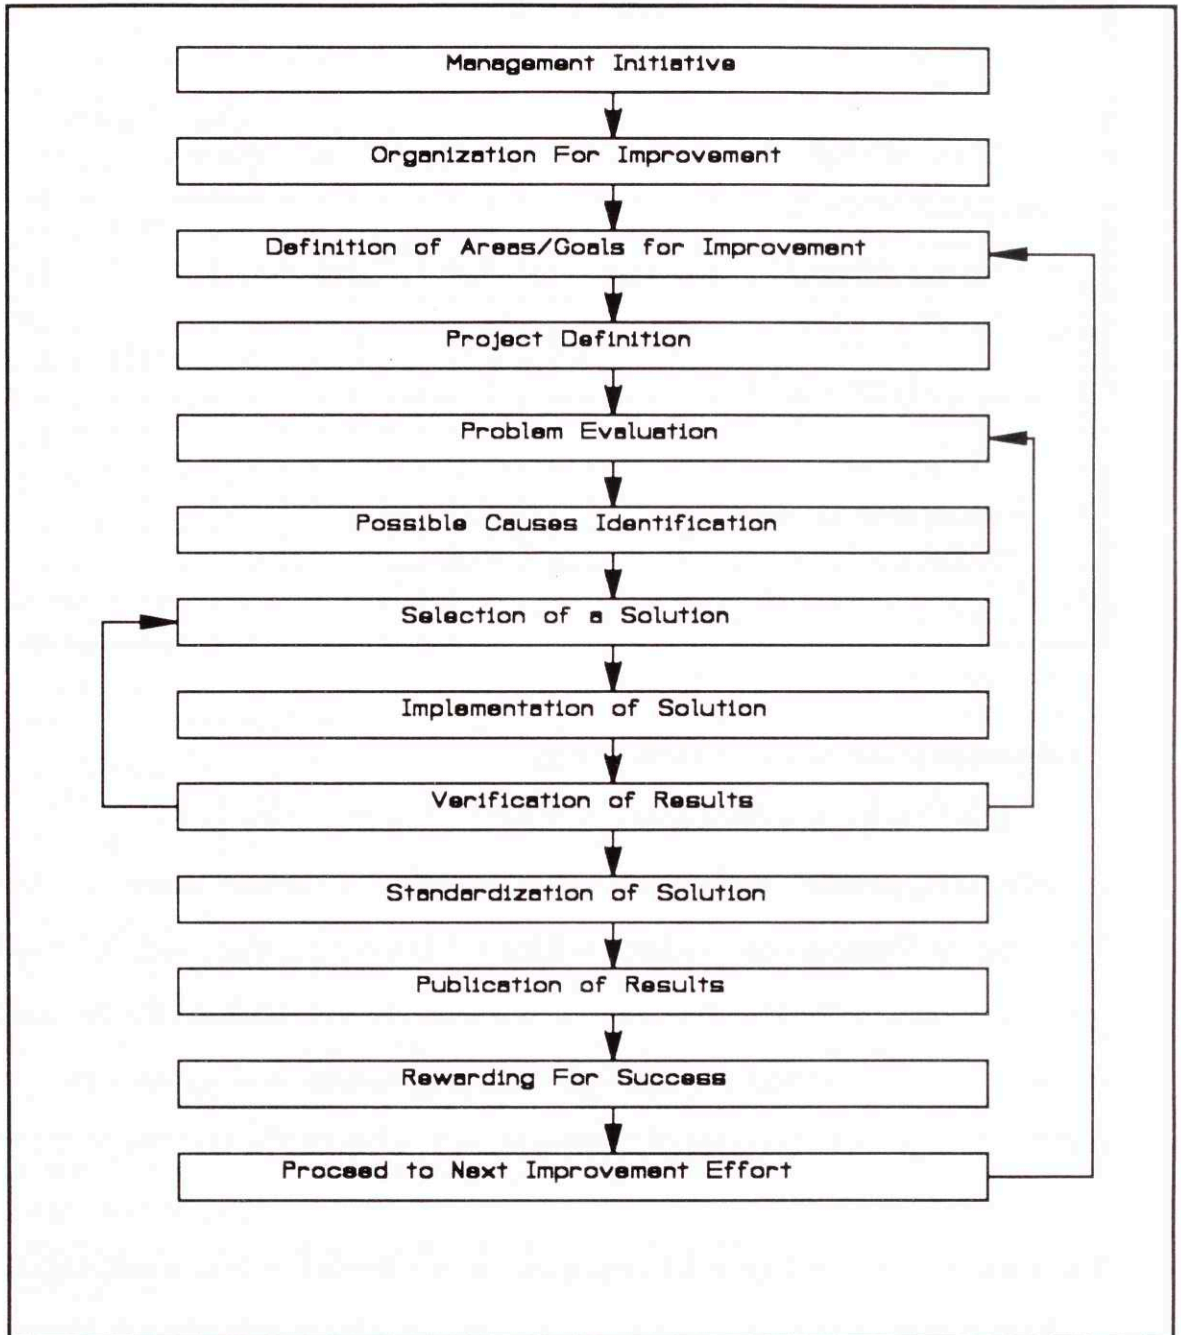 Management Initiative
Organization For Improvement
Definition of Areas/Goals for Improvement
Project Definition
Problem Evaluation
Possible Causes Identification
Selection of a Solution
Implementation of Solution
Verification of Results
Standardization of Solution
Publication of Results
Rewarding For Success
Proceed to Next Improvement Effort